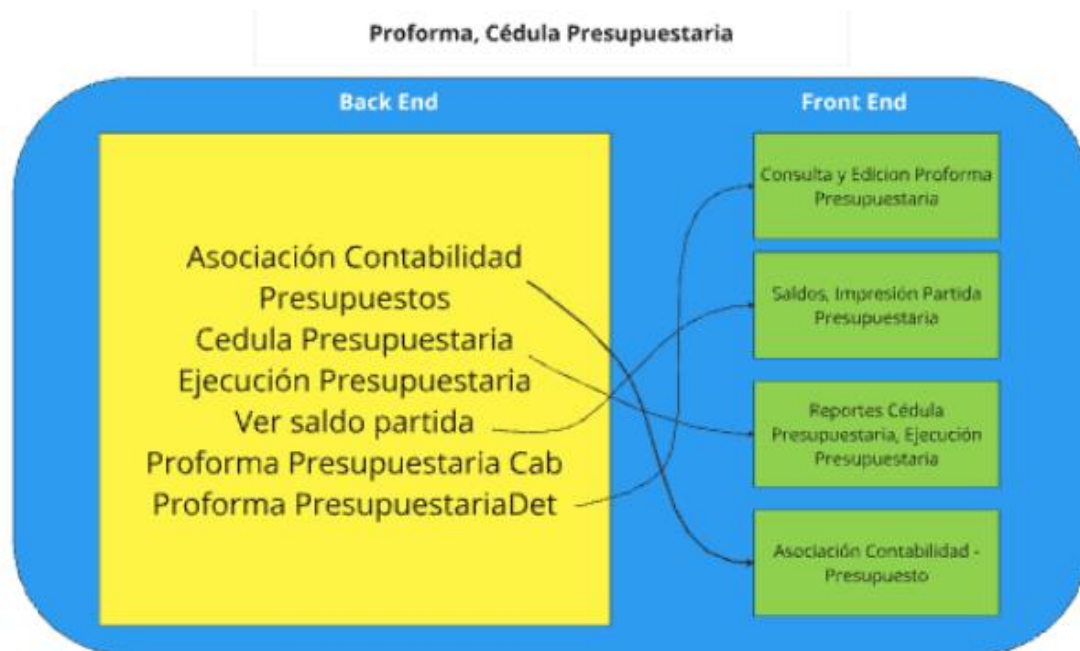 Proforma, Cédula Presupuestaria
Back End
Front End
Asociación Contabilidad
Presupuestos
Cedula Presupuestaria
Ejecución Presupuestaria
Ver saldo partida
Proforma Presupuestaria Cab
Proforma PresupuestariaDet
Consulta y Edicion Proforma
Presupuestaria
Saldos, Impresión Partida
Presupuestaria
Reportes Cédula
Presupuestaria, Ejecución
Presupuestaria
Asociación Contabilidad -
Presupuesto